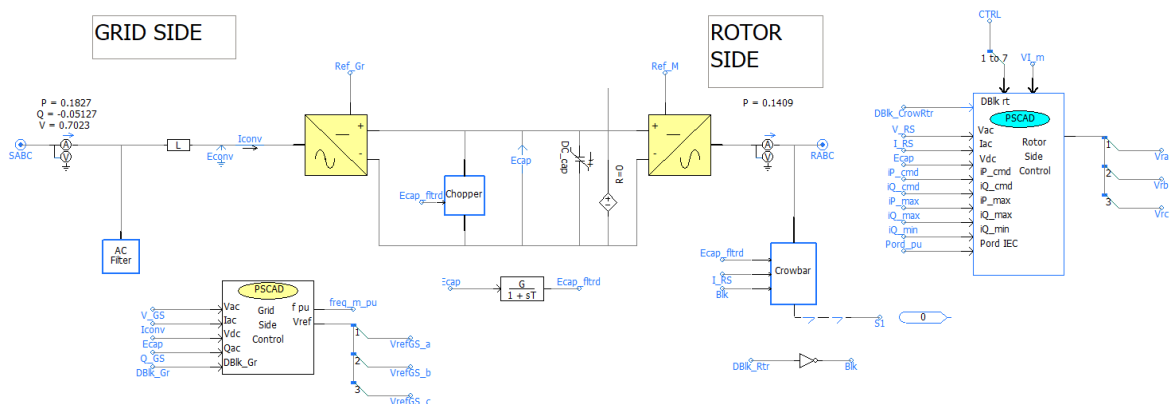 GRID SIDE
ROTOR
SIDE
CTRL
1 to 7
VI_m
Ref_Gr
Ref_M
P = 0.1827
Q = -0.05127
V = 0.7023
P = 0.1409
A
V
A
V
SABC
L
Econv
Iconv
Ecap
DC_cap
R=0
RABC
Ecap_fltrd
Chopper
AC
Filter
Ecap
G
1 + sT
Ecap_fltrd
Ecap_fltrd
I_RS
Blk
Crowbar
S1
0
DBlk_Rtr
Blk
DBlk_CrowRtr
V_RS
I_RS
Ecap
iP_cmd
iQ_cmd
iP_max
iQ_max
iQ_min
Pord_pu
DBlk rt
PSCAD
Vac
Iac
Vdc
iP_cmd
iQ_cmd
iP_max
iQ_max
iQ_min
Pord IEC
Rotor
Side
Control
1
2
3
Vra
Vrb
Vrc
V_GS
Iconv
Ecap
Q_GS
DBlk_Gr
PSCAD
Vac
Iac
Vdc
Qac
DBlk_Gr
Grid
Side
Control
f pu
Vref
freq_m_pu
1
2
3
VrefGS_a
VrefGS_b
VrefGS_c